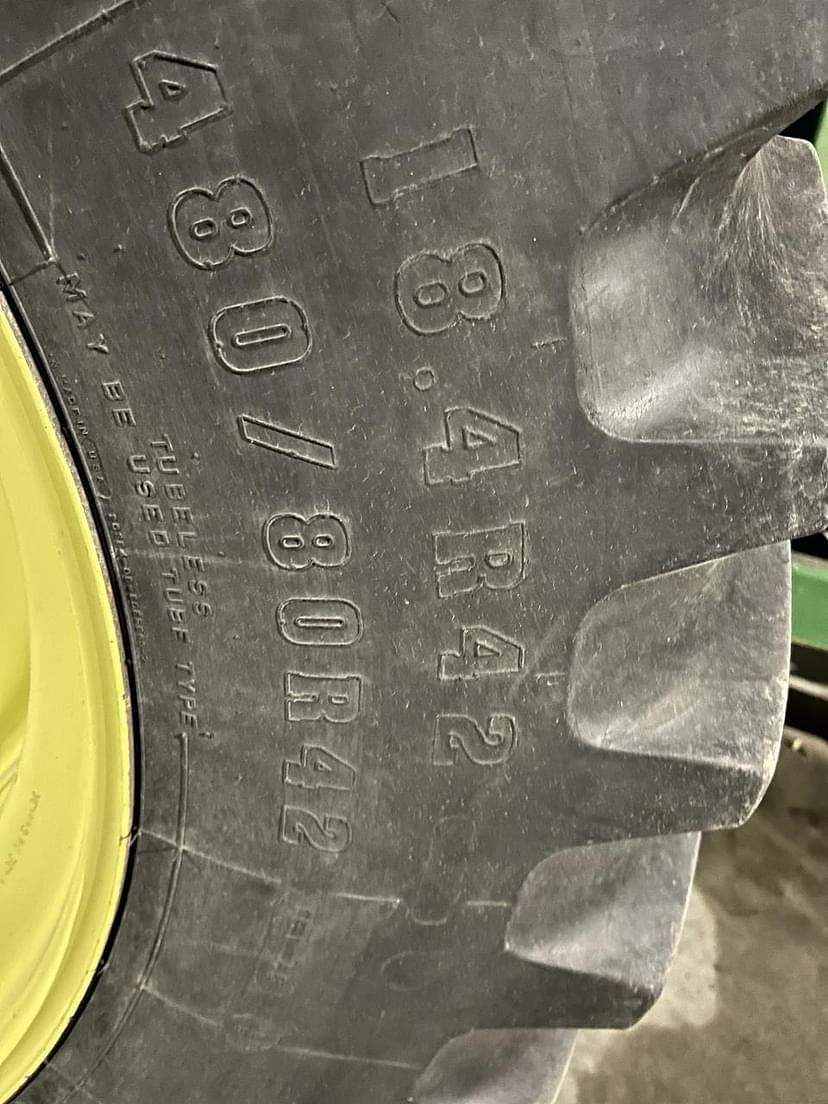 18.4R42
480/80R42
TUBELESS
MAY BE USED TUBE TYPE